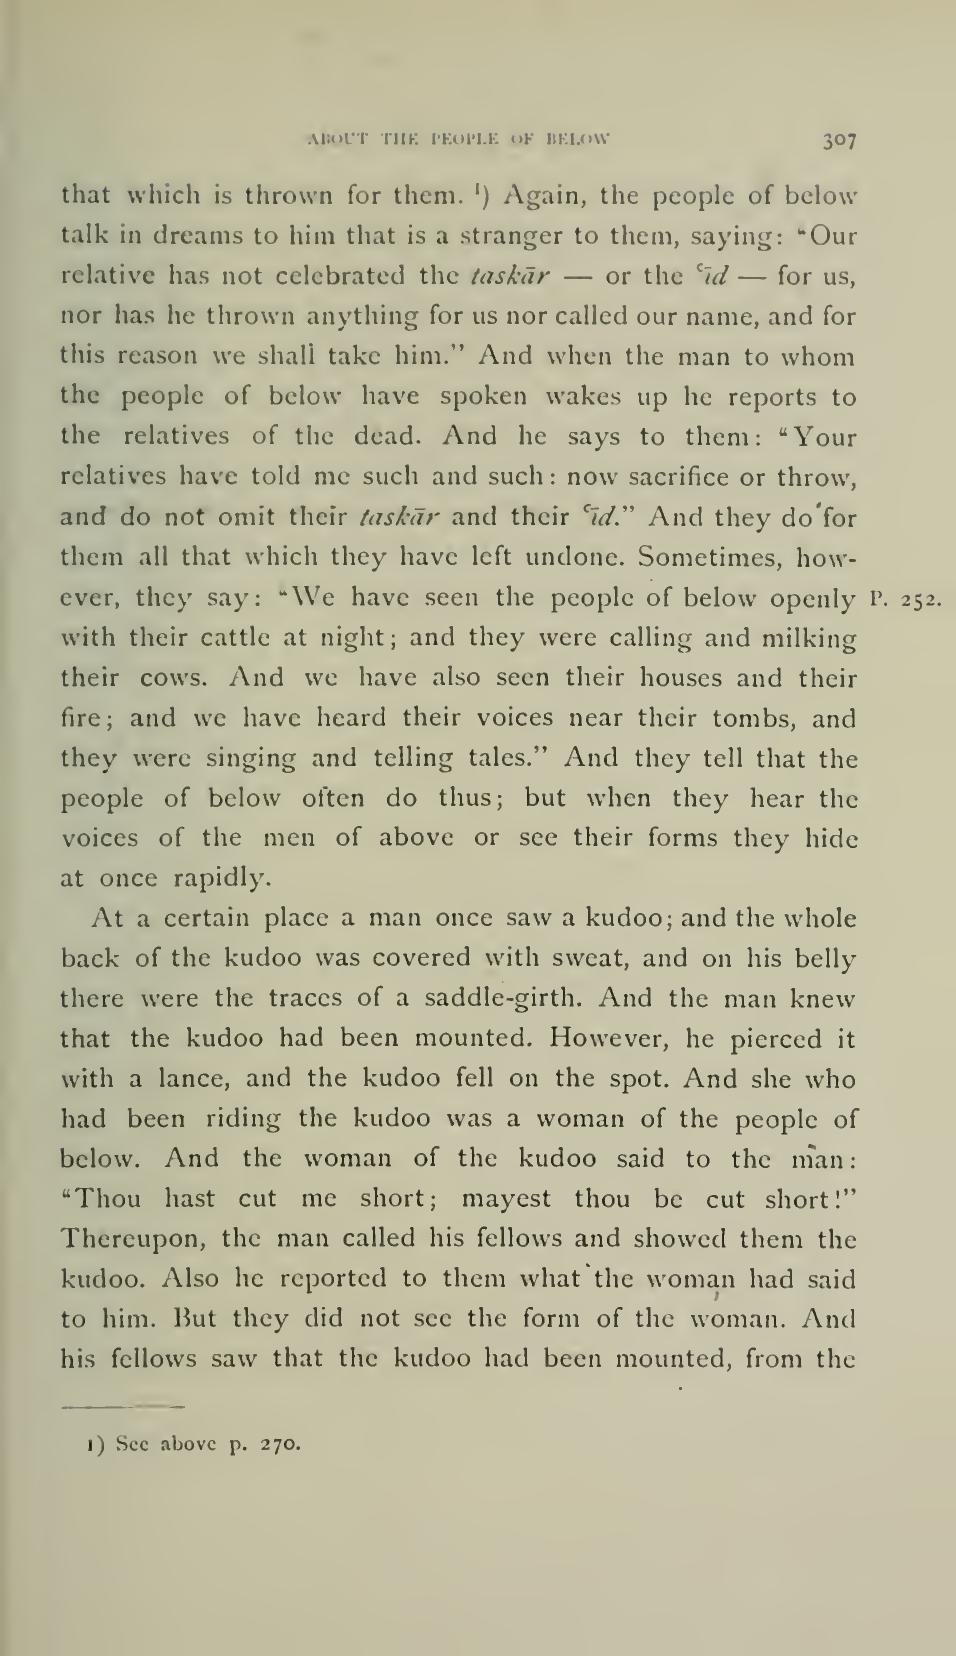 ABOUT THE PEOPLE OF BELOW 307
that which is thrown for them. ¹) Again, the people of below
talk in dreams to him that is a stranger to them, saying: “Our
relative has not celebrated the taskār — or the ʿīd — for us,
nor has he thrown anything for us nor called our name, and for
this reason we shall take him.” And when the man to whom
the people of below have spoken wakes up he reports to
the relatives of the dead. And he says to them: “Your
relatives have told me such and such: now sacrifice or throw,
and do not omit their taskār and their ʿīd.” And they do for
them all that which they have left undone. Sometimes, how-
ever, they say: “We have seen the people of below openly P. 252.
with their cattle at night; and they were calling and milking
their cows. And we have also seen their houses and their
fire; and we have heard their voices near their tombs, and
they were singing and telling tales.” And they tell that the
people of below often do thus; but when they hear the
voices of the men of above or see their forms they hide
at once rapidly.
At a certain place a man once saw a kudoo; and the whole
back of the kudoo was covered with sweat, and on his belly
there were the traces of a saddle-girth. And the man knew
that the kudoo had been mounted. However, he pierced it
with a lance, and the kudoo fell on the spot. And she who
had been riding the kudoo was a woman of the people of
below. And the woman of the kudoo said to the man:
“Thou hast cut me short; mayest thou be cut short!”
Thereupon, the man called his fellows and showed them the
kudoo. Also he reported to them what the woman had said
to him. But they did not see the form of the woman. And
his fellows saw that the kudoo had been mounted, from the
1) See above p. 270.